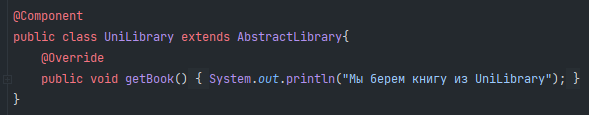 @Component
public class UniLibrary extends AbstractLibrary{
@Override
public void getBook() { System.out.println("Мы берем книгу из UniLibrary"); }
}